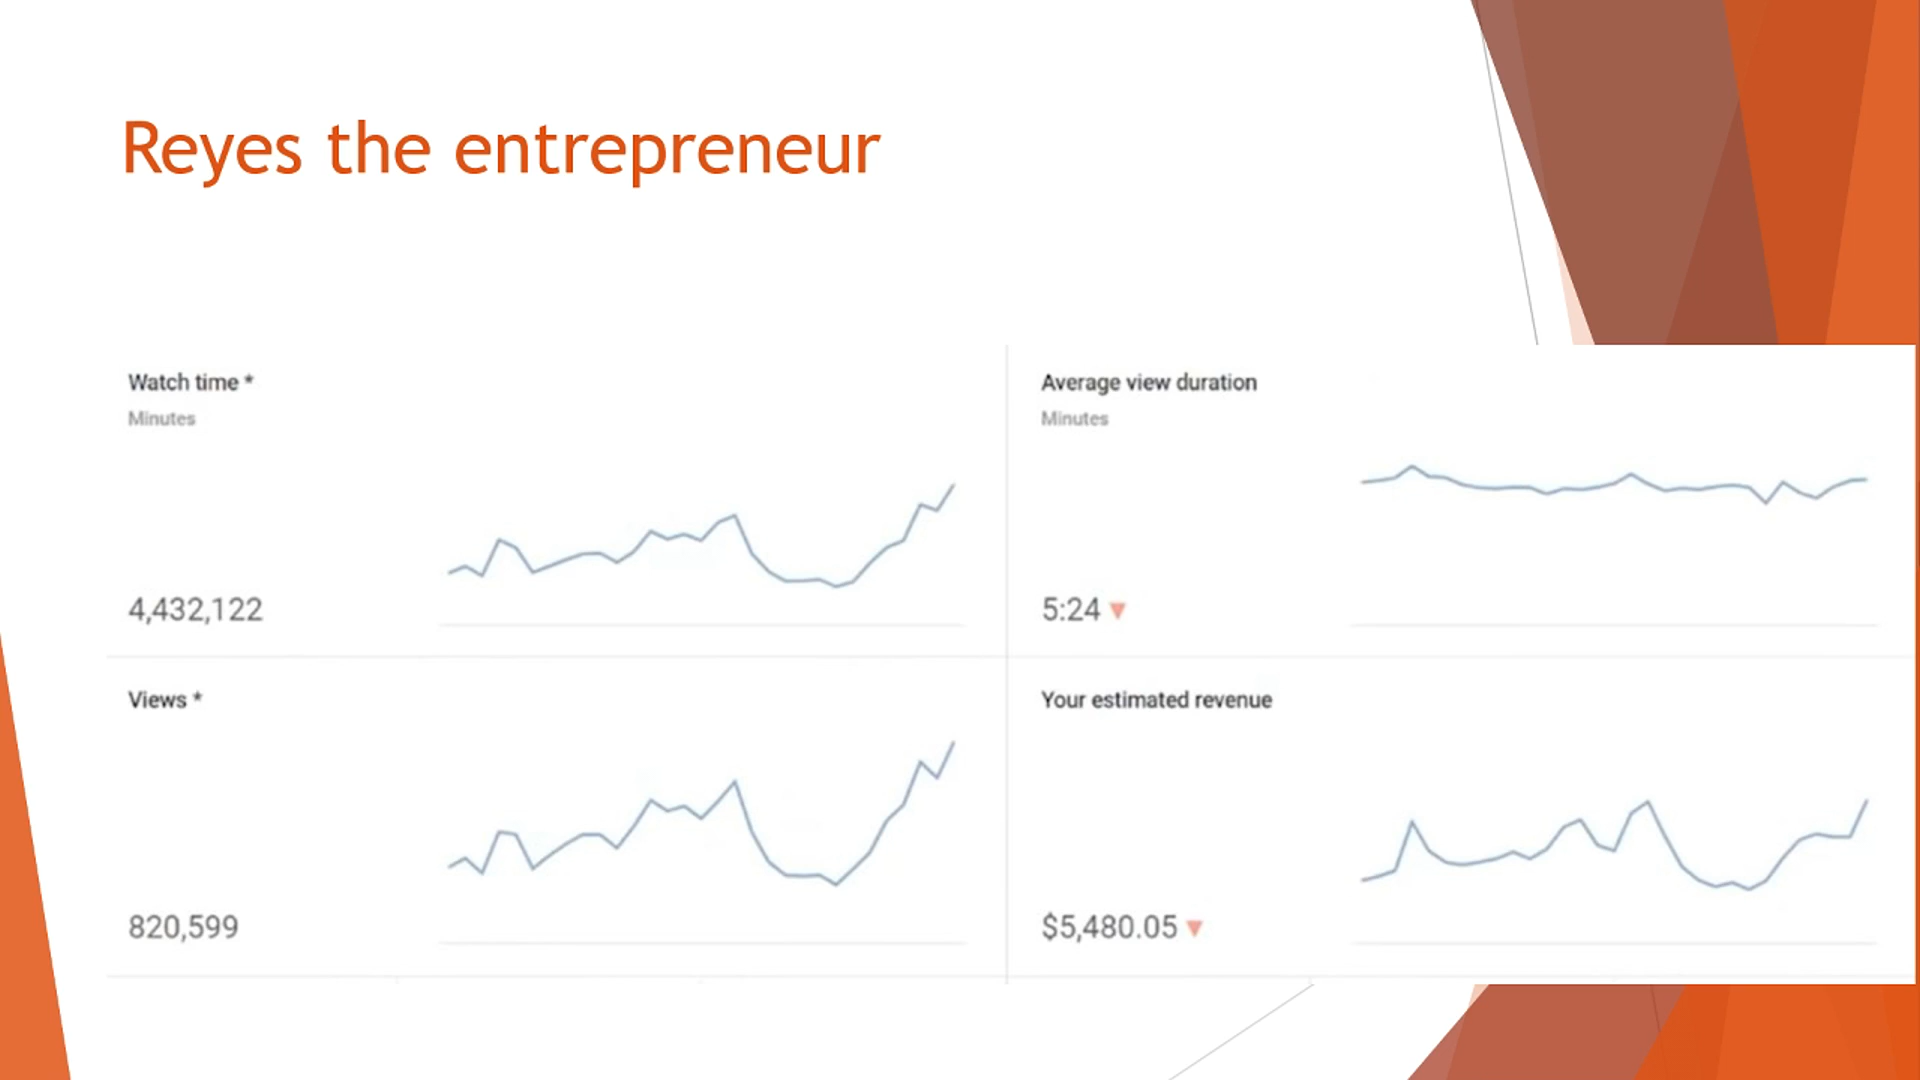 Reyes the entrepreneur
Watch time *
Minutes
4,432,122
Average view duration
Minutes
5:24
Views *
820,599
Your estimated revenue
$5,480.05